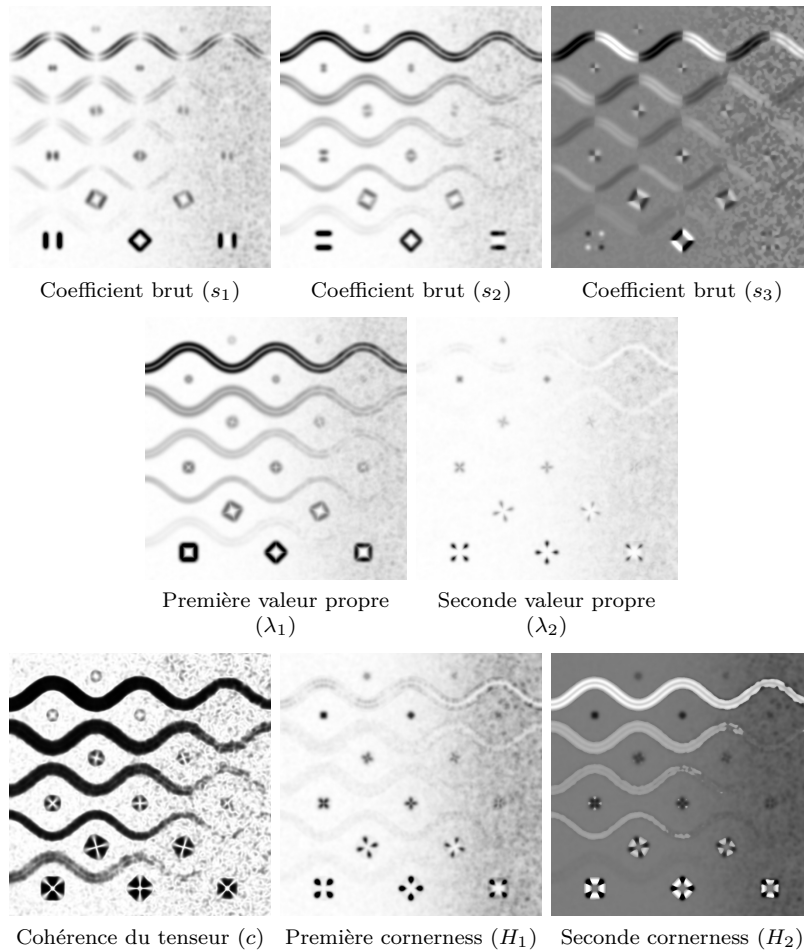 Coefficient brut (s₁)
Coefficient brut (s₂)
Coefficient brut (s₃)
Première valeur propre
(λ₁)
Seconde valeur propre
(λ₂)
Cohérence du tenseur (c)
Première cornerness (H₁)
Seconde cornerness (H₂)